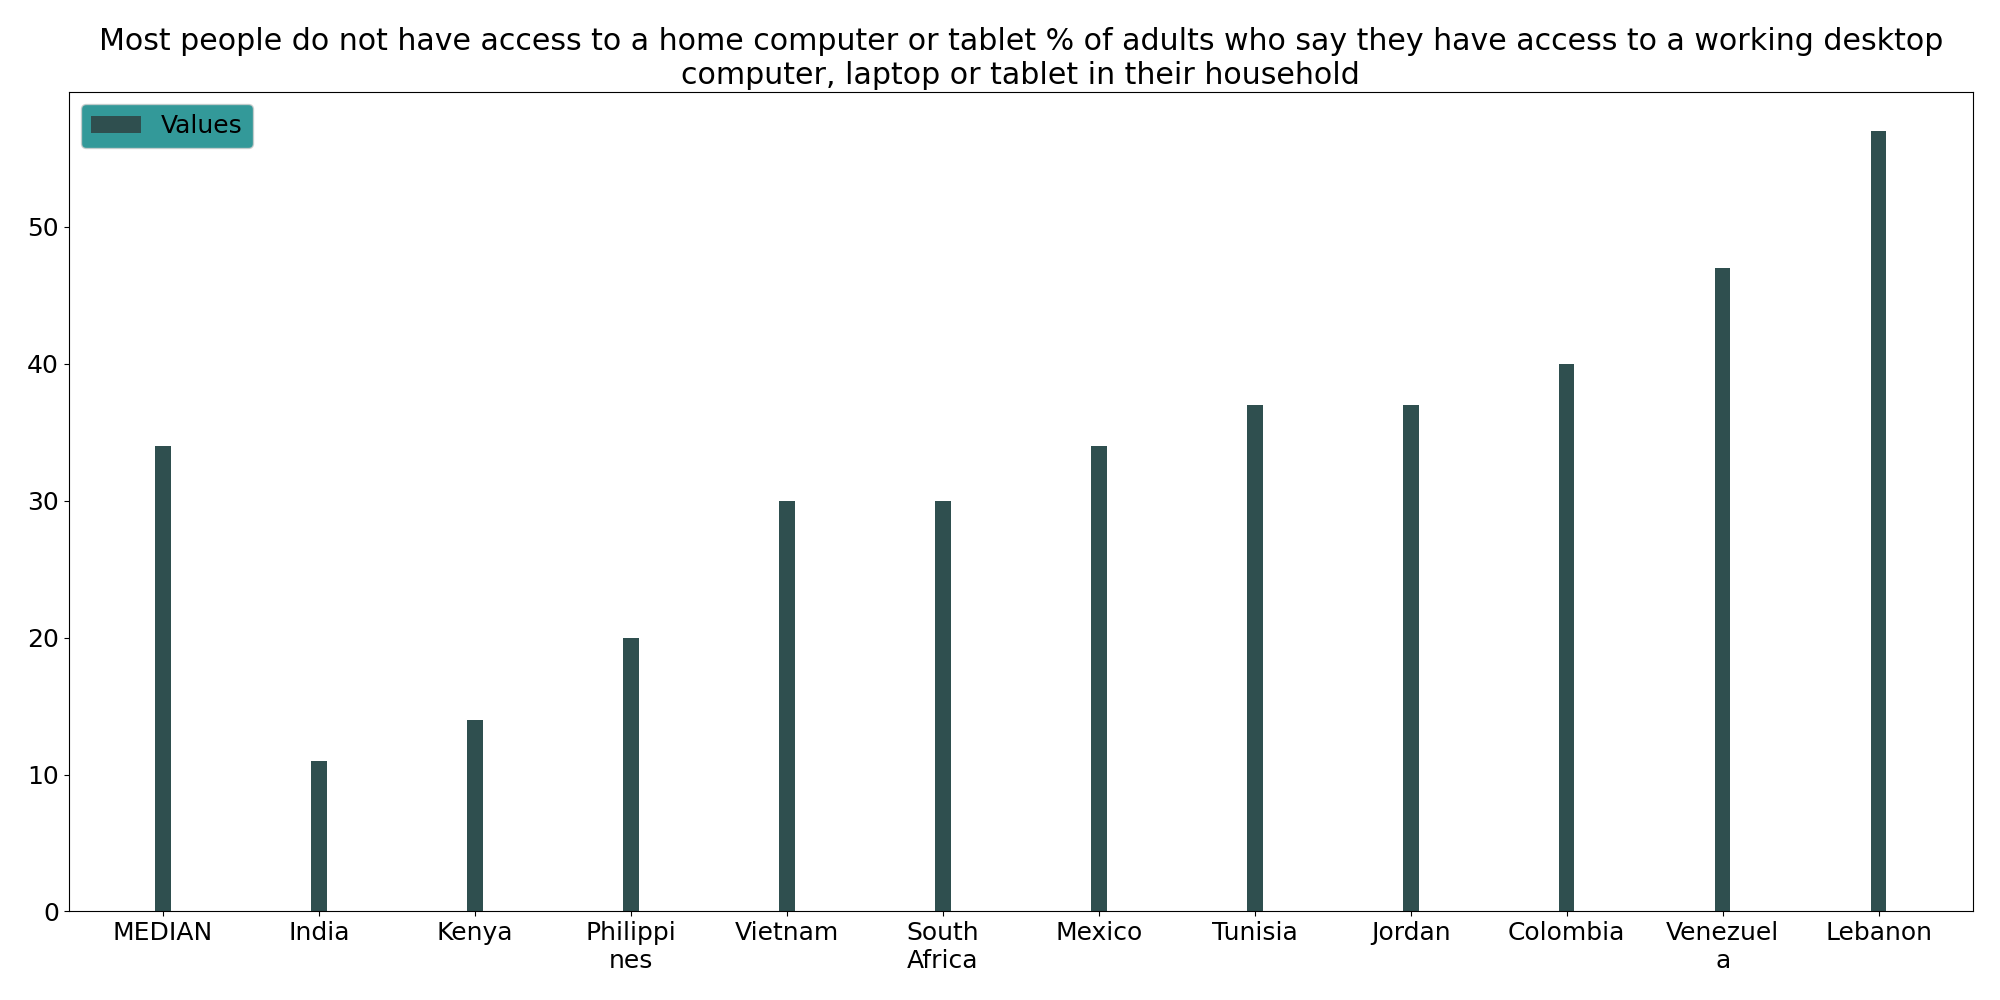 Most people do not have access to a home computer or tablet % of adults who say they have access to a working desktop
computer, laptop or tablet in their household
Values
50
40
30
20
10
0
MEDIAN
India
Kenya
Philippi
nes
Vietnam
South
Africa
Mexico
Tunisia
Jordan
Colombia
Venezuel
a
Lebanon